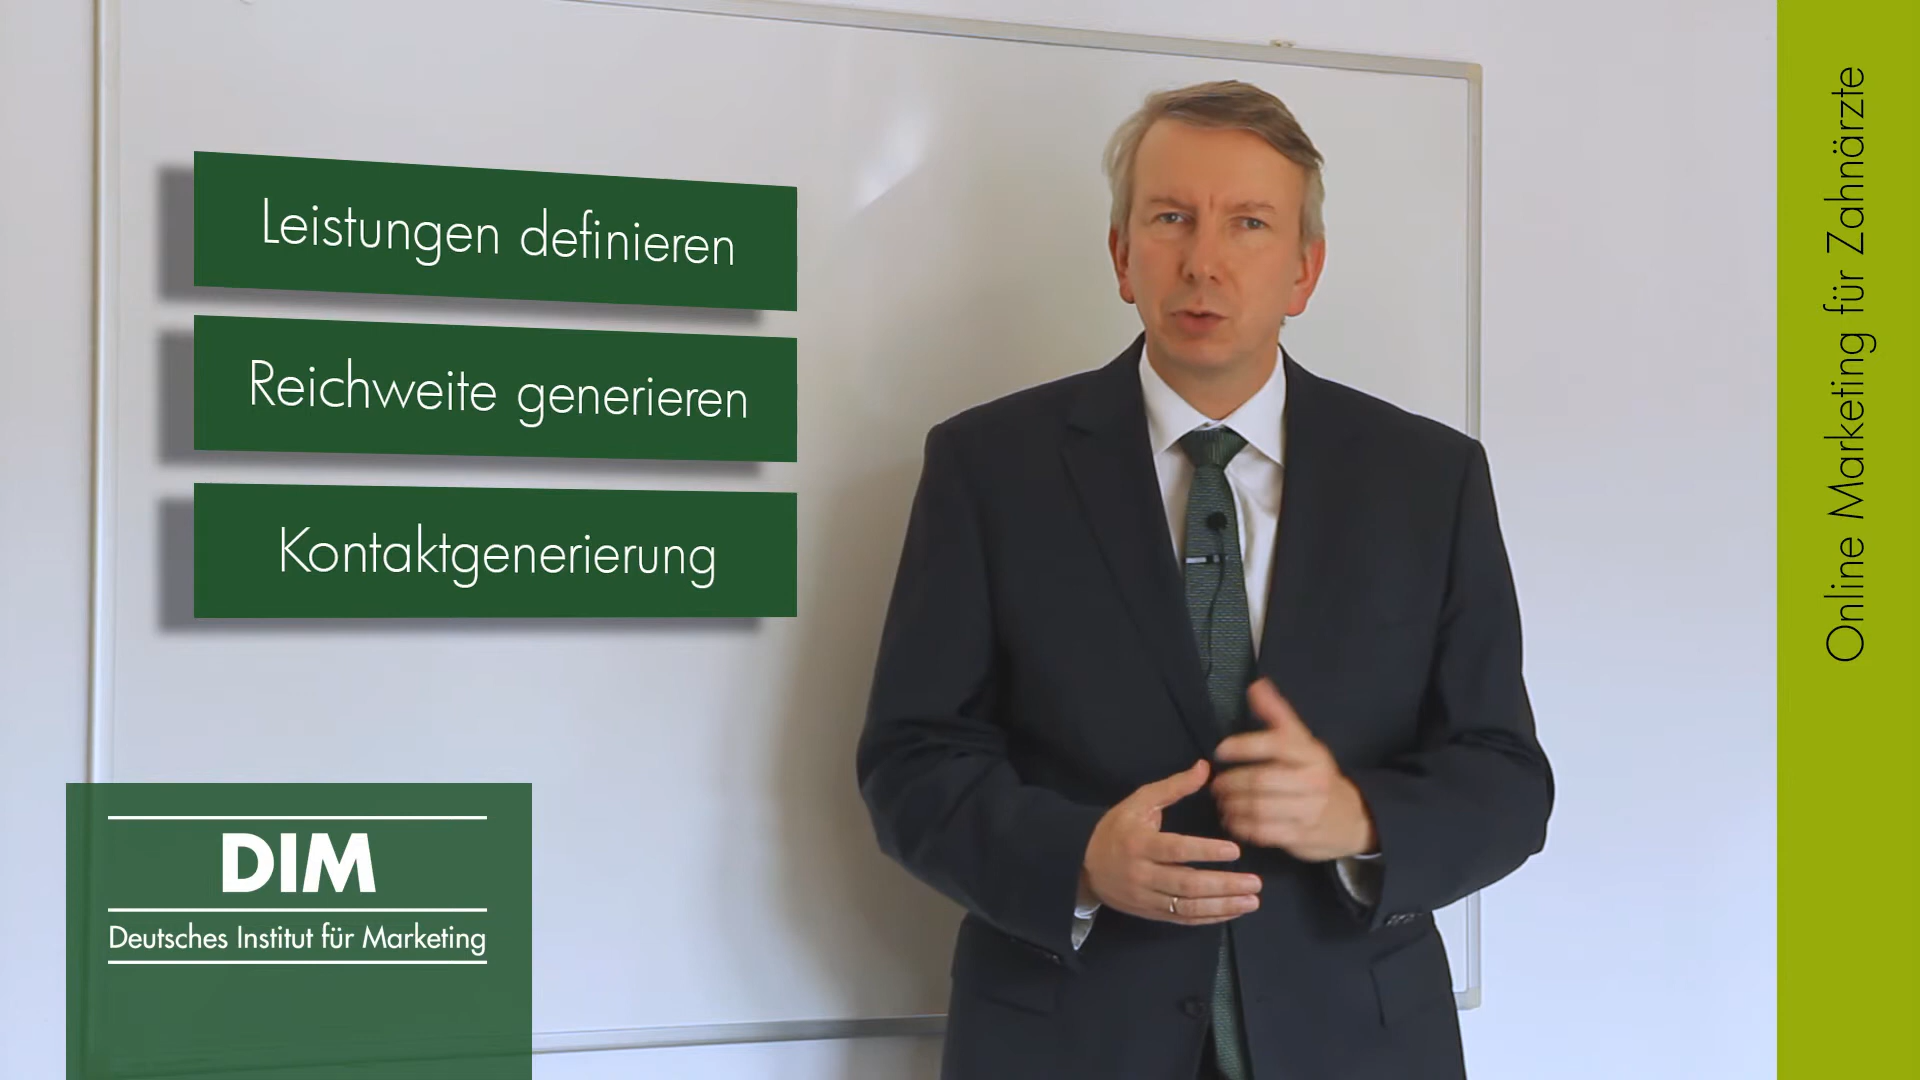 Leistungen definieren
Reichweite generieren
Kontaktgenerierung
DIM
Deutsches Institut für Marketing
Online Marketing für Zahnärzte